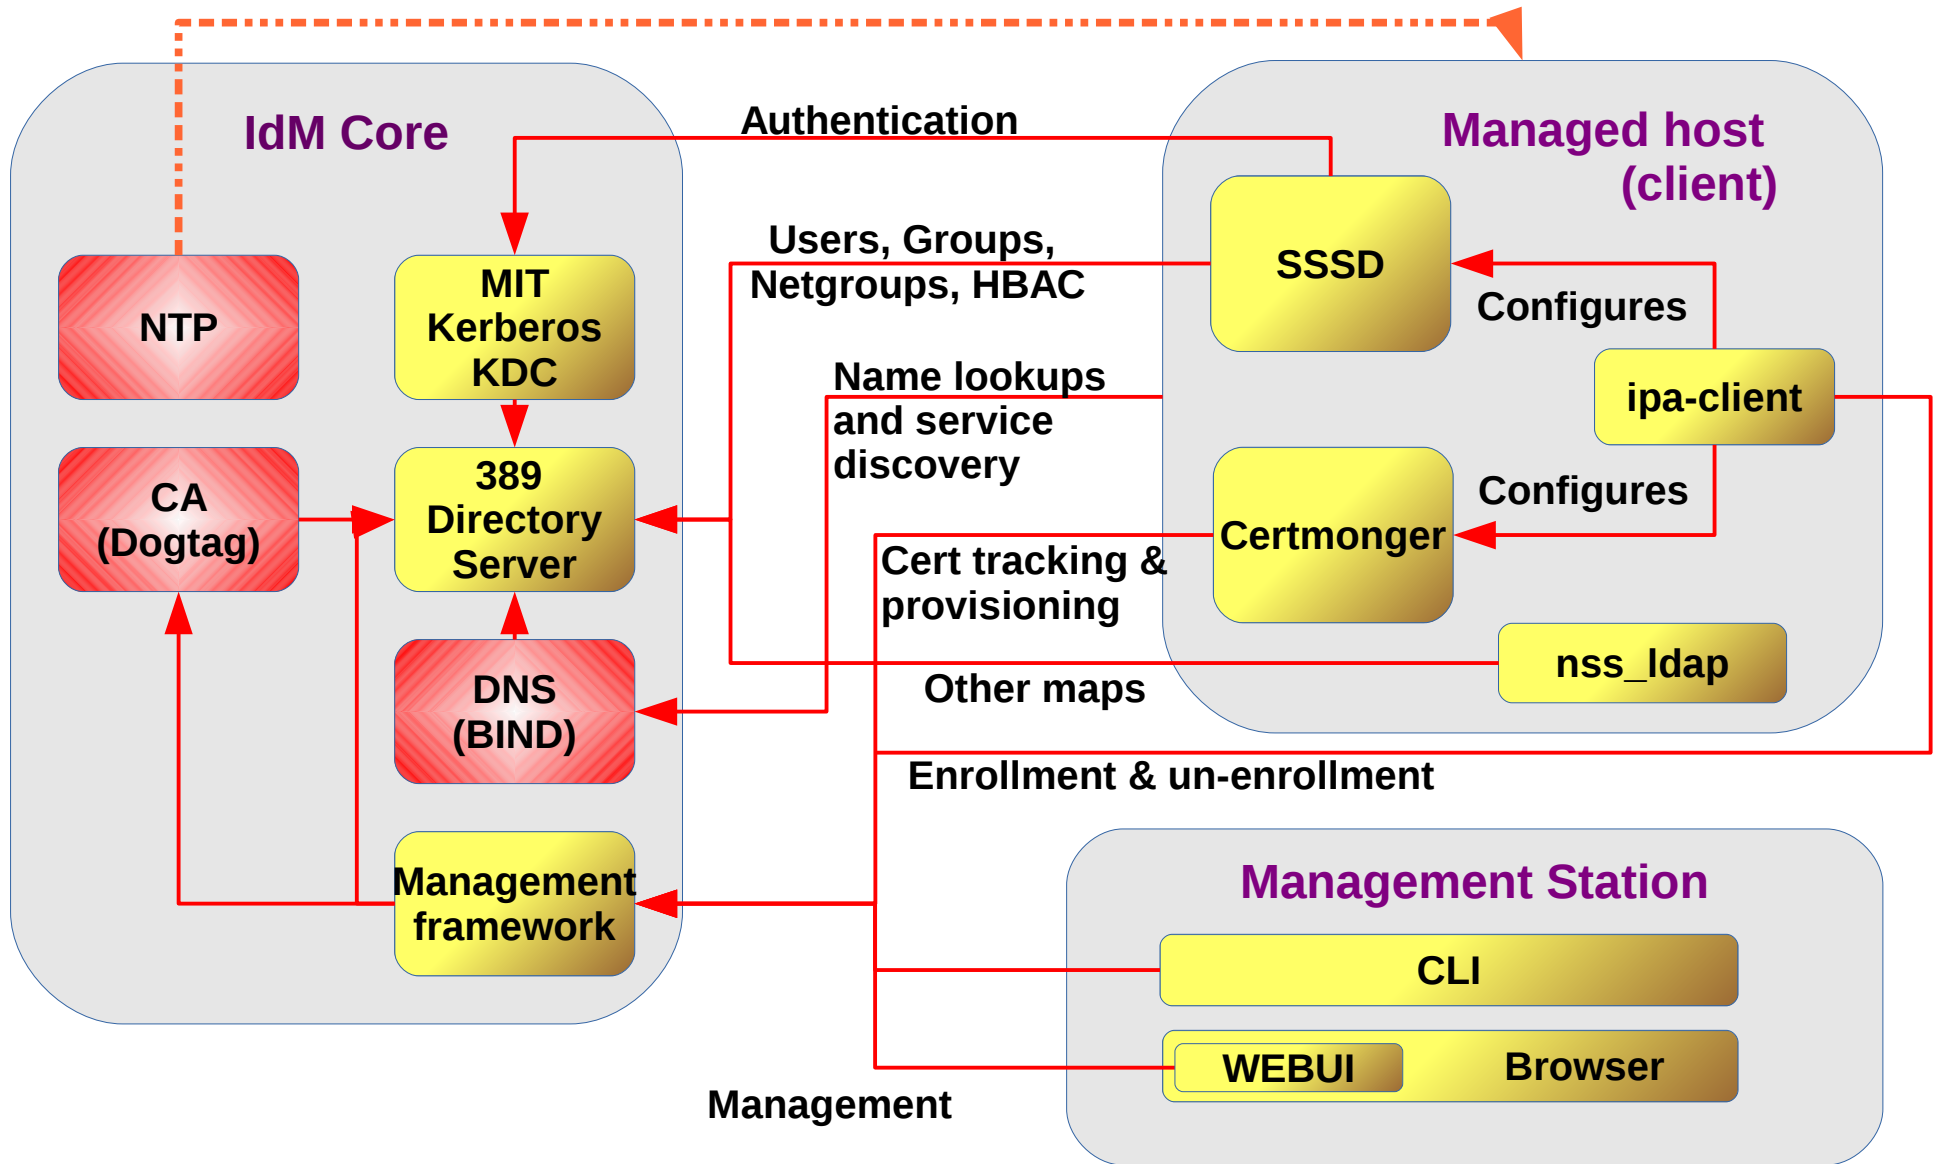 IdM Core
NTP
MIT
Kerberos
KDC
CA
(Dogtag)
389
Directory
Server
DNS
(BIND)
Management
framework
Authentication
Users, Groups,
Netgroups, HBAC
Name lookups
and service
discovery
Cert tracking &
provisioning
Other maps
Enrollment & un-enrollment
Management
Managed host
(client)
SSSD
Configures
ipa-client
Configures
Certmonger
nss_ldap
Management Station
CLI
WEBUI
Browser